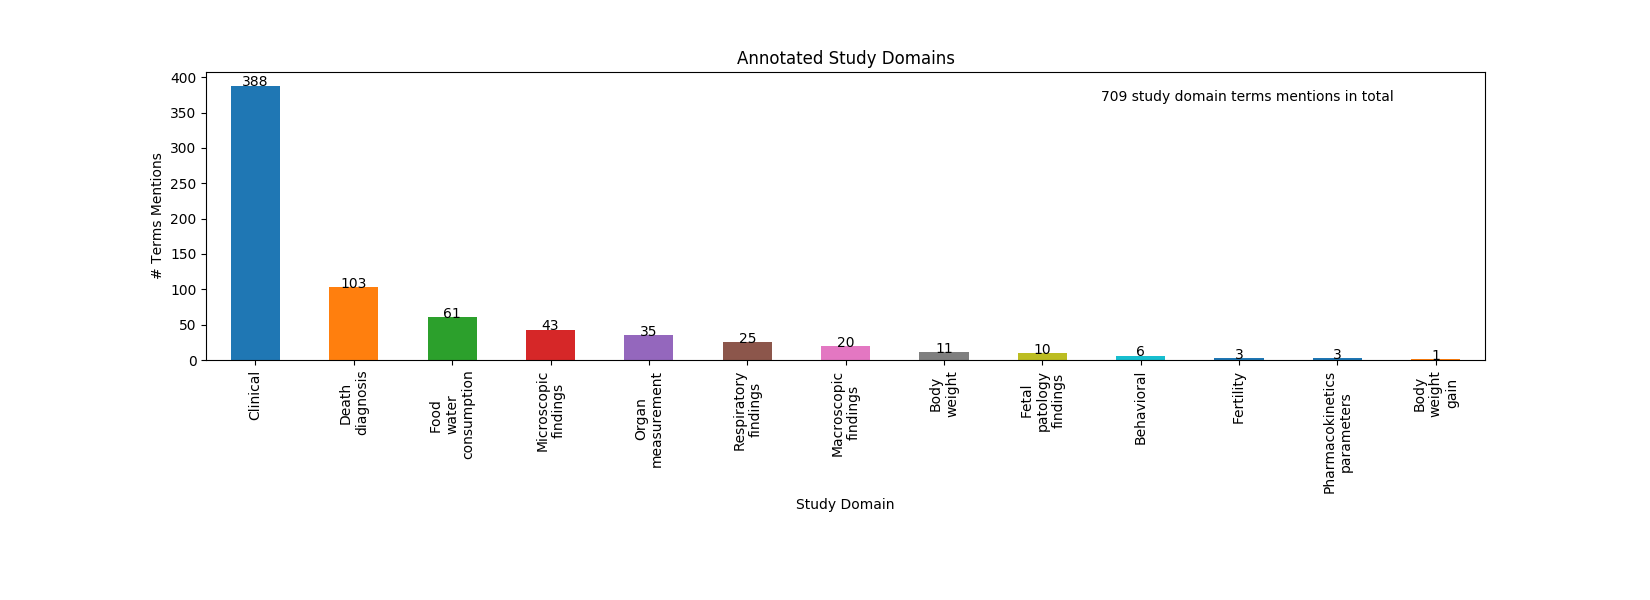 Annotated Study Domains
709 study domain terms mentions in total
# Terms Mentions
400
350
300
250
200
150
100
50
0
388
103
61
43
35
25
20
11
10
6
3
3
1
Clinical
Death
diagnosis
Food
water
consumption
Microscopic
findings
Organ
measurement
Respiratory
findings
Macroscopic
findings
Body
weight
Fetal
patology
findings
Behavioral
Fertility
Pharmacokinetics
parameters
Body
weight
gain
Study Domain